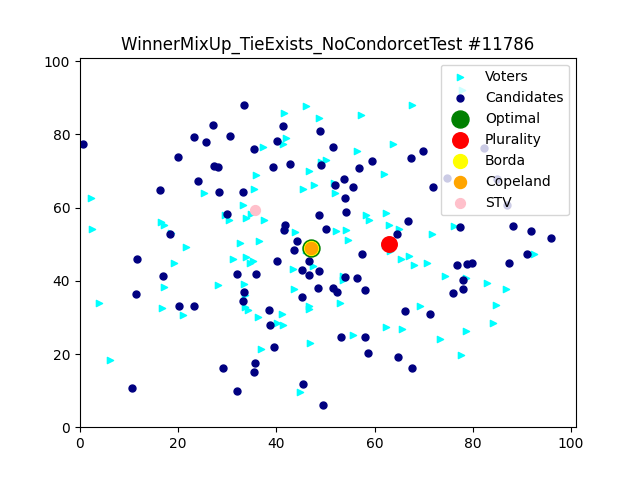 WinnerMixUp_TieExists_NoCondorcetTest #11786
Voters
Candidates
Optimal
Plurality
Borda
Copeland
STV
100
80
60
40
20
0
0 20 40 60 80 100